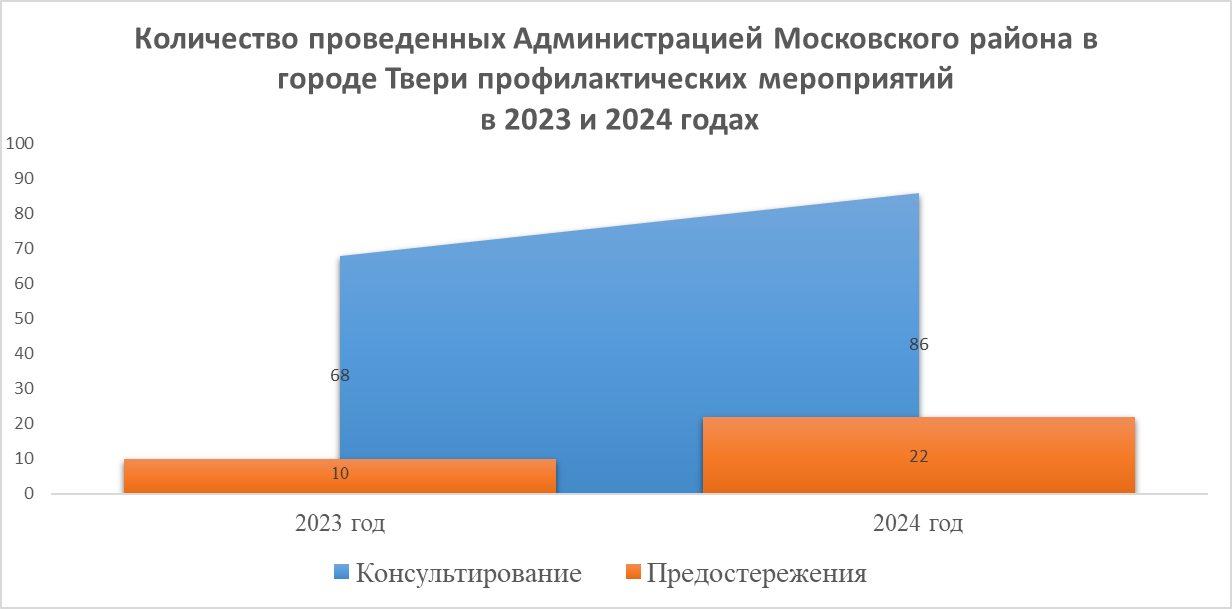 Количество проведенных Администрацией Московского района в
городе Твери профилактических мероприятий
в 2023 и 2024 годах
100
90
80
70
60
50
40
30
20
10
0
68
86
10
22
2023 год
2024 год
Консультирование
Предостережения